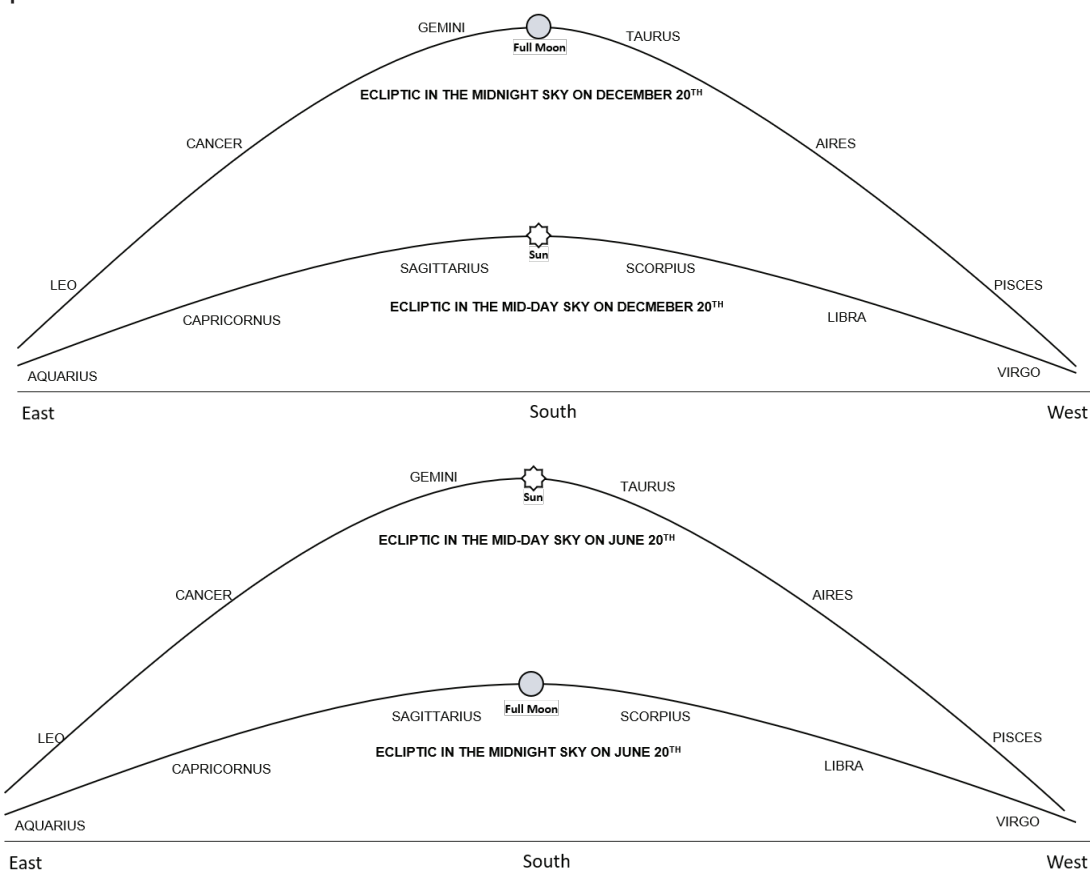 GEMINI
TAURUS
Full Moon
ECLIPTIC IN THE MIDNIGHT SKY ON DECEMBER 20TH
CANCER
AIRES
Sun
LEO
SAGITTARIUS
SCORPIUS
PISCES
ECLIPTIC IN THE MID-DAY SKY ON DECMEBER 20TH
CAPRICORNUS
LIBRA
AQUARIUS
VIRGO
East
South
West
GEMINI
TAURUS
Sun
ECLIPTIC IN THE MID-DAY SKY ON JUNE 20TH
CANCER
AIRES
Full Moon
LEO
SAGITTARIUS
SCORPIUS
PISCES
ECLIPTIC IN THE MIDNIGHT SKY ON JUNE 20TH
CAPRICORNUS
LIBRA
AQUARIUS
VIRGO
East
South
West